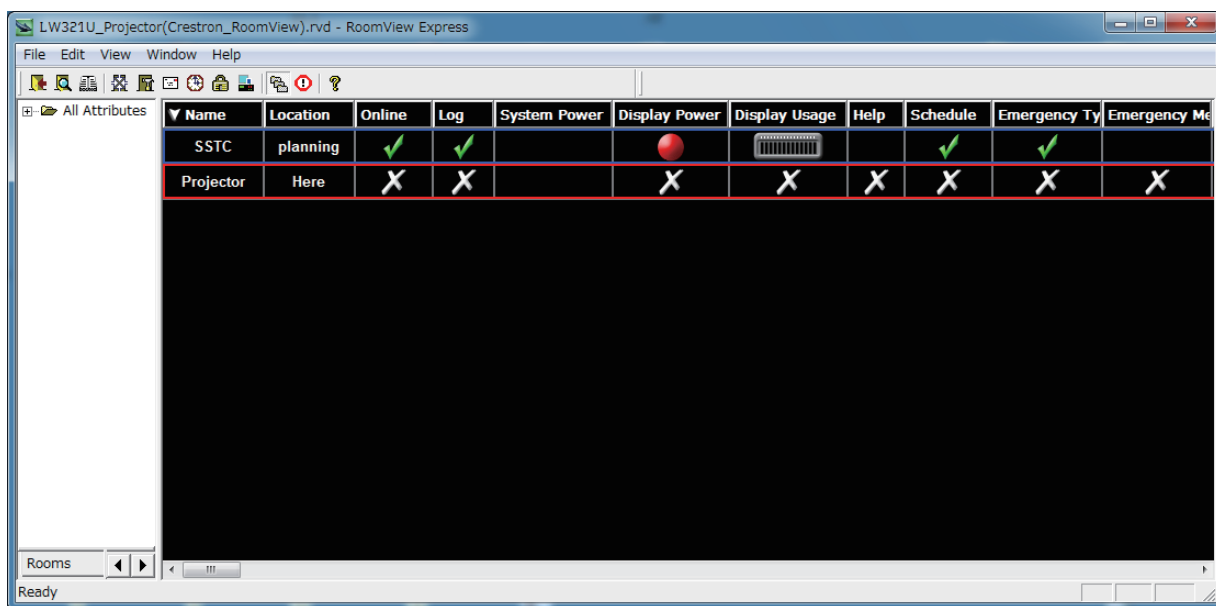 LW321U_Projector(Crestron_RoomView).rvd - RoomView Express
File Edit View Window Help
All Attributes
Name Location Online Log System Power Display Power Display Usage Help Schedule Emergency Ty Emergency Me
SSTC planning
Projector Here
Rooms
Ready